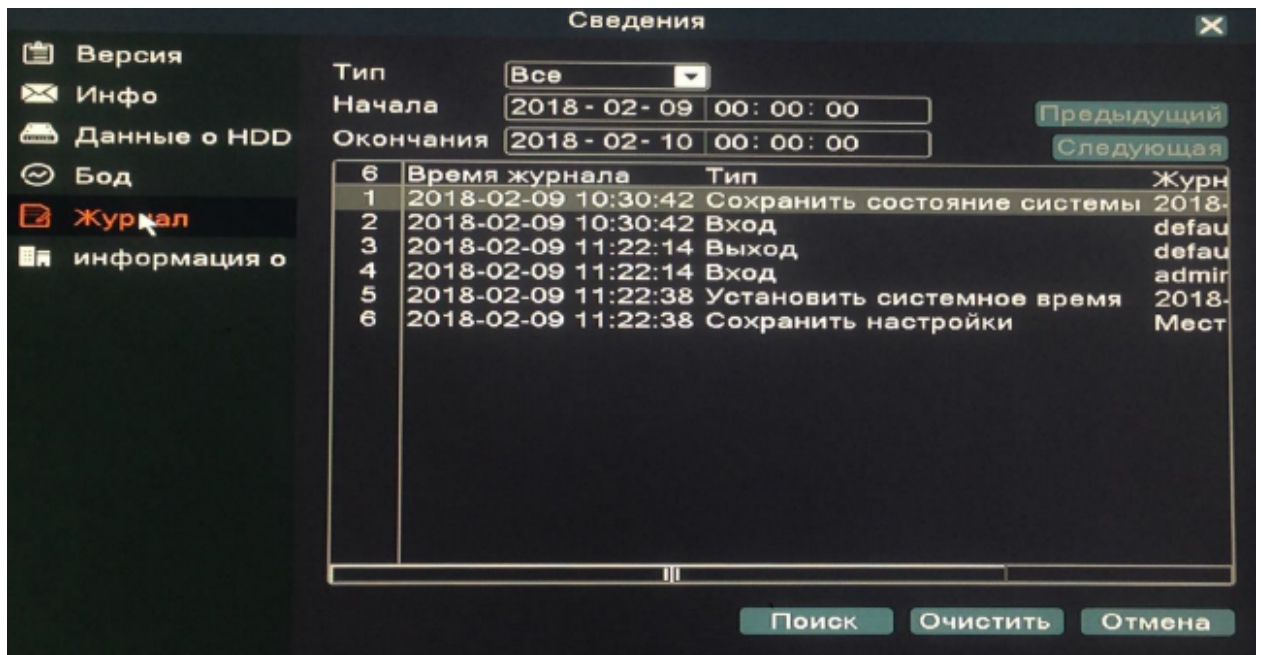 Сведения
Версия
Инфо
Данные о HDD
Бод
Журнал
информация о
Тип Все
Начала 2018 - 02 - 09 00: 00: 00
Предыдущий
Окончания 2018 - 02 - 10 00: 00: 00
Следующая
6 Время журнала Тип Журн
1 2018-02-09 10:30:42 Сохранить состояние системы 2018-
2 2018-02-09 10:30:42 Вход defau
3 2018-02-09 11:22:14 Выход defau
4 2018-02-09 11:22:14 Вход admin
5 2018-02-09 11:22:38 Установить системное время 2018-
6 2018-02-09 11:22:38 Сохранить настройки Мест
Поиск Очистить Отмена